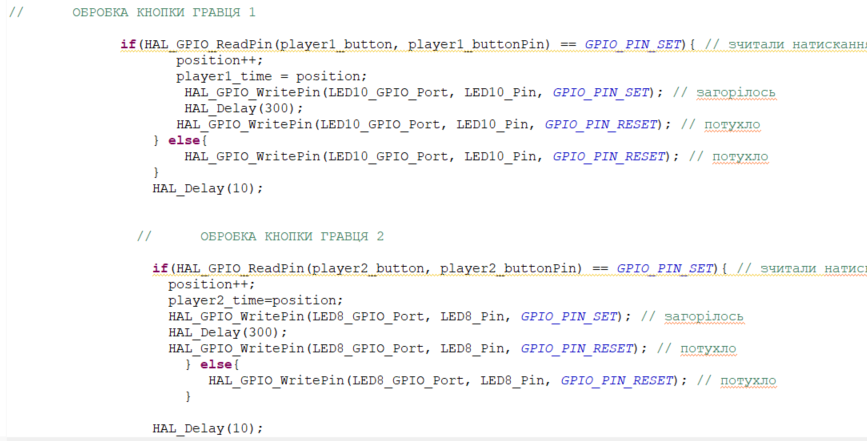 // ОБРОБКА КНОПКИ ГРАВЦЯ 1
if(HAL_GPIO_ReadPin(player1_button, player1_buttonPin) == GPIO_PIN_SET){ // зчитали натискання
position++;
player1_time = position;
HAL_GPIO_WritePin(LED10_GPIO_Port, LED10_Pin, GPIO_PIN_SET); // загорілось
HAL_Delay(300);
HAL_GPIO_WritePin(LED10_GPIO_Port, LED10_Pin, GPIO_PIN_RESET); // потухло
} else{
HAL_GPIO_WritePin(LED10_GPIO_Port, LED10_Pin, GPIO_PIN_RESET); // потухло
}
HAL_Delay(10);
// ОБРОБКА КНОПКИ ГРАВЦЯ 2
if(HAL_GPIO_ReadPin(player2_button, player2_buttonPin) == GPIO_PIN_SET){ // зчитали
position++;
player2_time=position;
HAL_GPIO_WritePin(LED8_GPIO_Port, LED8_Pin, GPIO_PIN_SET); // загорілось
HAL_Delay(300);
HAL_GPIO_WritePin(LED8_GPIO_Port, LED8_Pin, GPIO_PIN_RESET); // потухло
} else{
HAL_GPIO_WritePin(LED8_GPIO_Port, LED8_Pin, GPIO_PIN_RESET); // потухло
}
HAL_Delay(10);